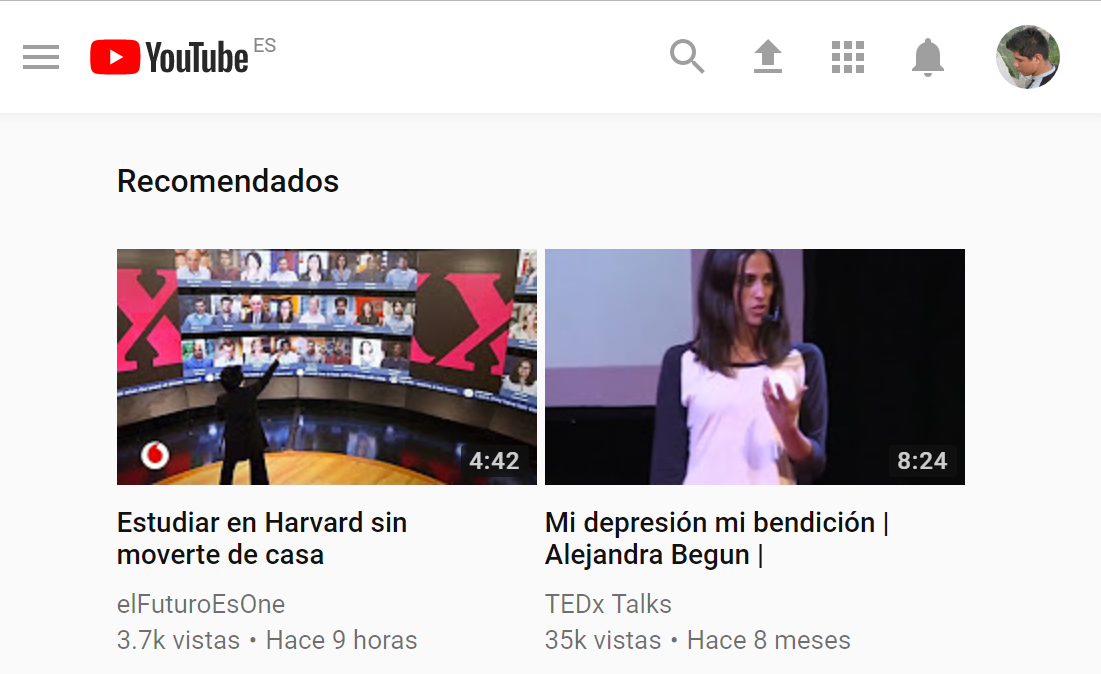 YouTube ES
Recomendados
X
X
4:42
8:24
Estudiar en Harvard sin
moverte de casa
elFuturoEsOne
3.7k vistas • Hace 9 horas
Mi depresión mi bendición |
Alejandra Begun |
TEDx Talks
35k vistas • Hace 8 meses